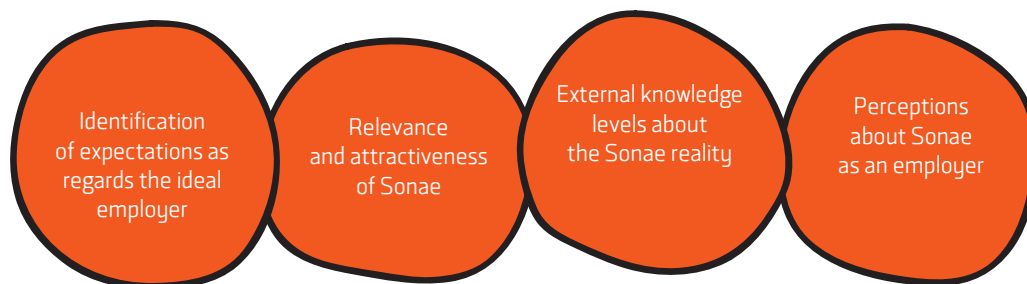 Identification
of expectations as
regards the ideal
employer
Relevance
and attractiveness
of Sonae
External knowledge
levels about
the Sonae reality
Perceptions
about Sonae
as an employer